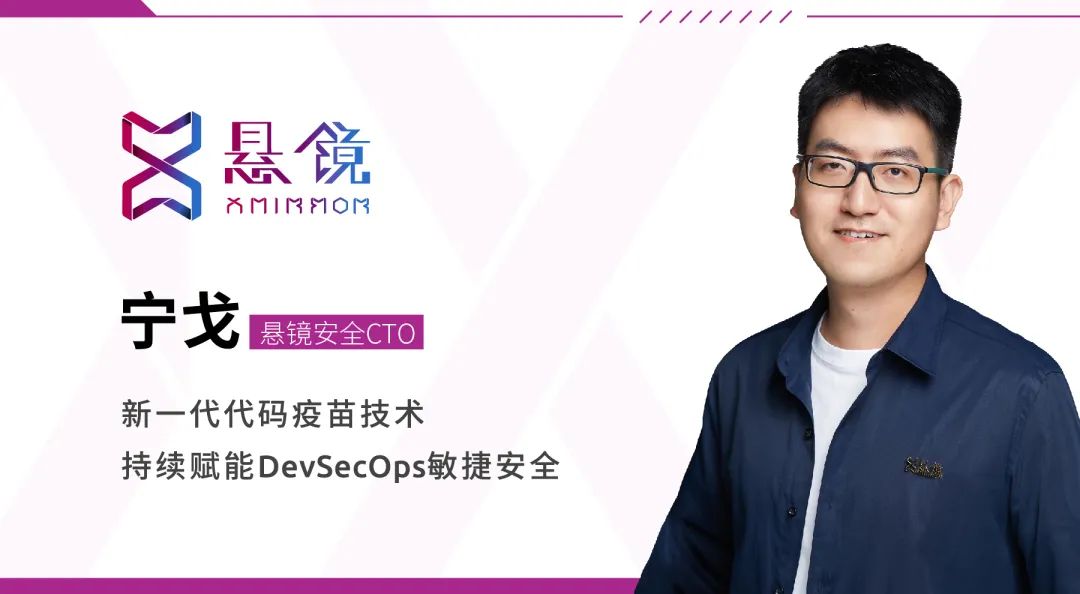 悬镜
XMIRROR
宁戈
悬镜安全CTO
新一代代码疫苗技术
持续赋能DevSecOps敏捷安全